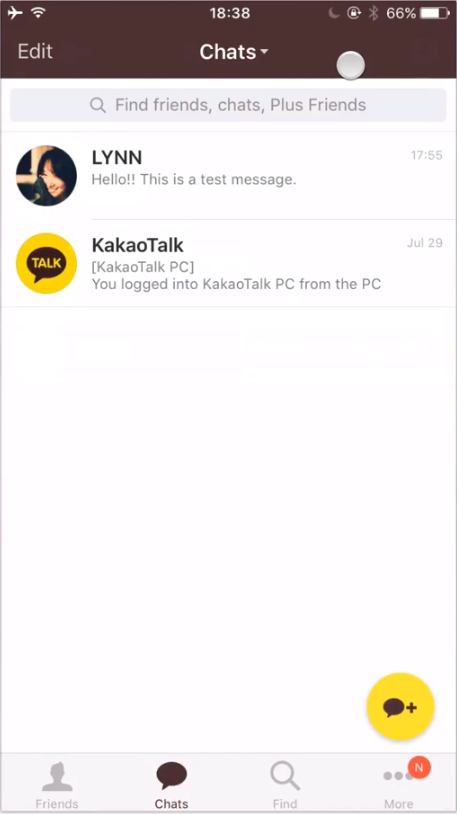 18:38
66%
Edit
Chats
Find friends, chats, Plus Friends
LYNN
17:55
Hello!! This is a test message.
TALK
KakaoTalk
Jul 29
[KakaoTalk PC]
You logged into KakaoTalk PC from the PC
Friends
Chats
Find
N
More